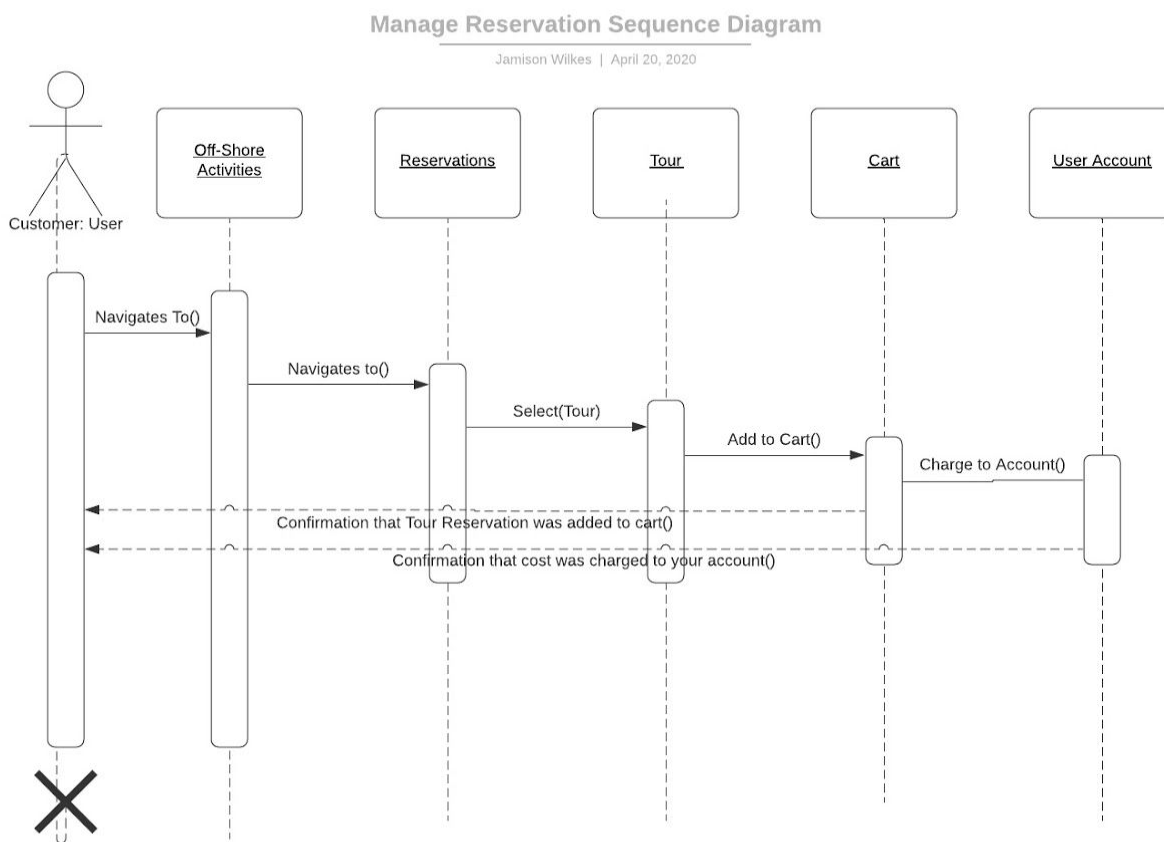 Manage Reservation Sequence Diagram
Jamison Wilkes | April 20, 2020
Off-Shore
Activities
Reservations
Tour
Cart
User Account
Customer: User
Navigates To()
Navigates to()
Select(Tour)
Add to Cart()
Charge to Account()
Confirmation that Tour Reservation was added to cart()
Confirmation that cost was charged to your account()